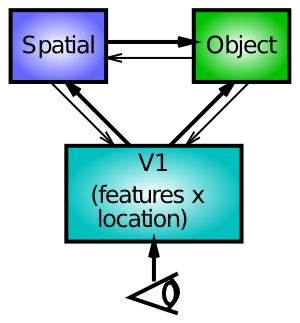 Spatial
Object
V1
(features x
location)